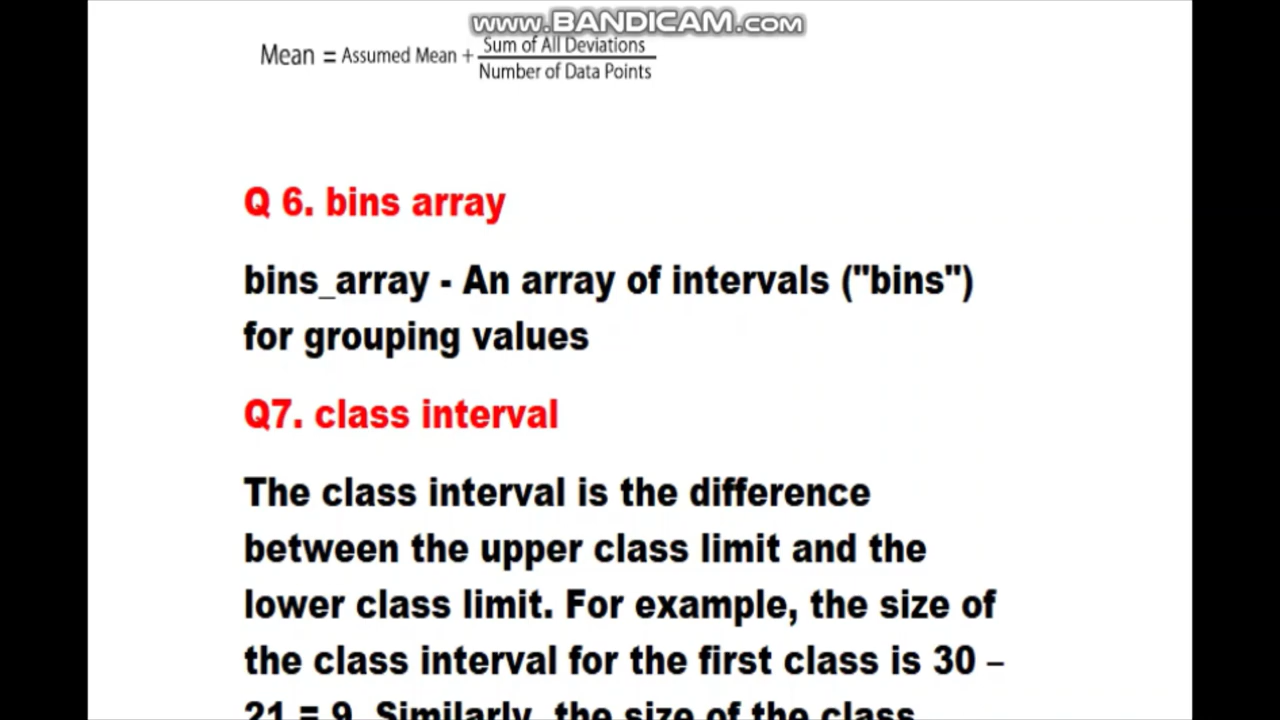 www.BANDICAM.com
Mean = Assumed Mean + Sum of All Deviations
Number of Data Points
Q 6. bins array
bins_array - An array of intervals ("bins")
for grouping values
Q7. class interval
The class interval is the difference
between the upper class limit and the
lower class limit. For example, the size of
the class interval for the first class is 30 –
21 = 9. Similarly, the size of the class